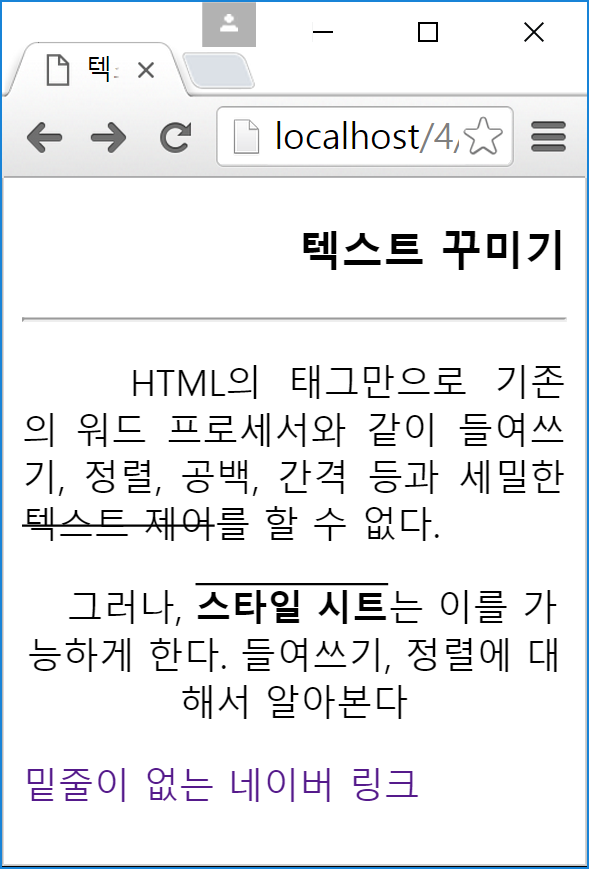 텍
localhost/4/
텍스트 꾸미기
HTML의 태그만으로 기존
의 워드 프로세서와 같이 들여쓰
기, 정렬, 공백, 간격 등과 세밀한
텍스트 제어를 할 수 없다.
그러나, 스타일 시트는 이를 가
능하게 한다. 들여쓰기, 정렬에 대
해서 알아본다
밑줄이 없는 네이버 링크